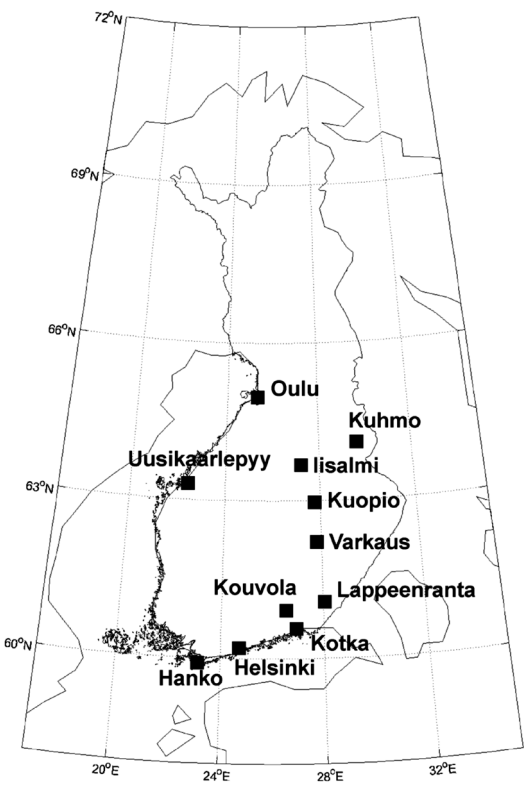 72°N
69°N
66°N
Oulu
Kuhmo
Uusikaarlepyy
Iisalmi
63°N
Kuopio
Varkaus
Kouvola
Lappeenranta
60°N
Kotka
Helsinki
Hanko
20°E 24°E 28°E 32°E